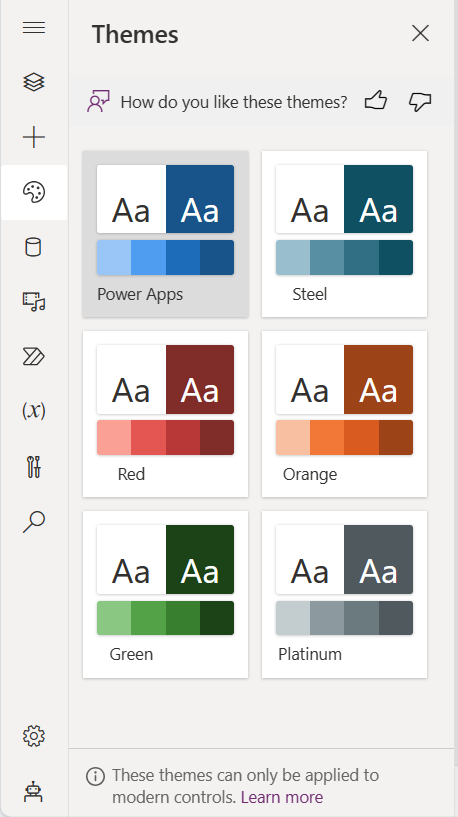 Themes
How do you like these themes?
Aa Aa
Aa Aa
Power Apps
Steel
Aa Aa
Aa Aa
Red
Orange
(x)
Aa Aa
Aa Aa
Green
Platinum
These themes can only be applied to
modern controls. Learn more